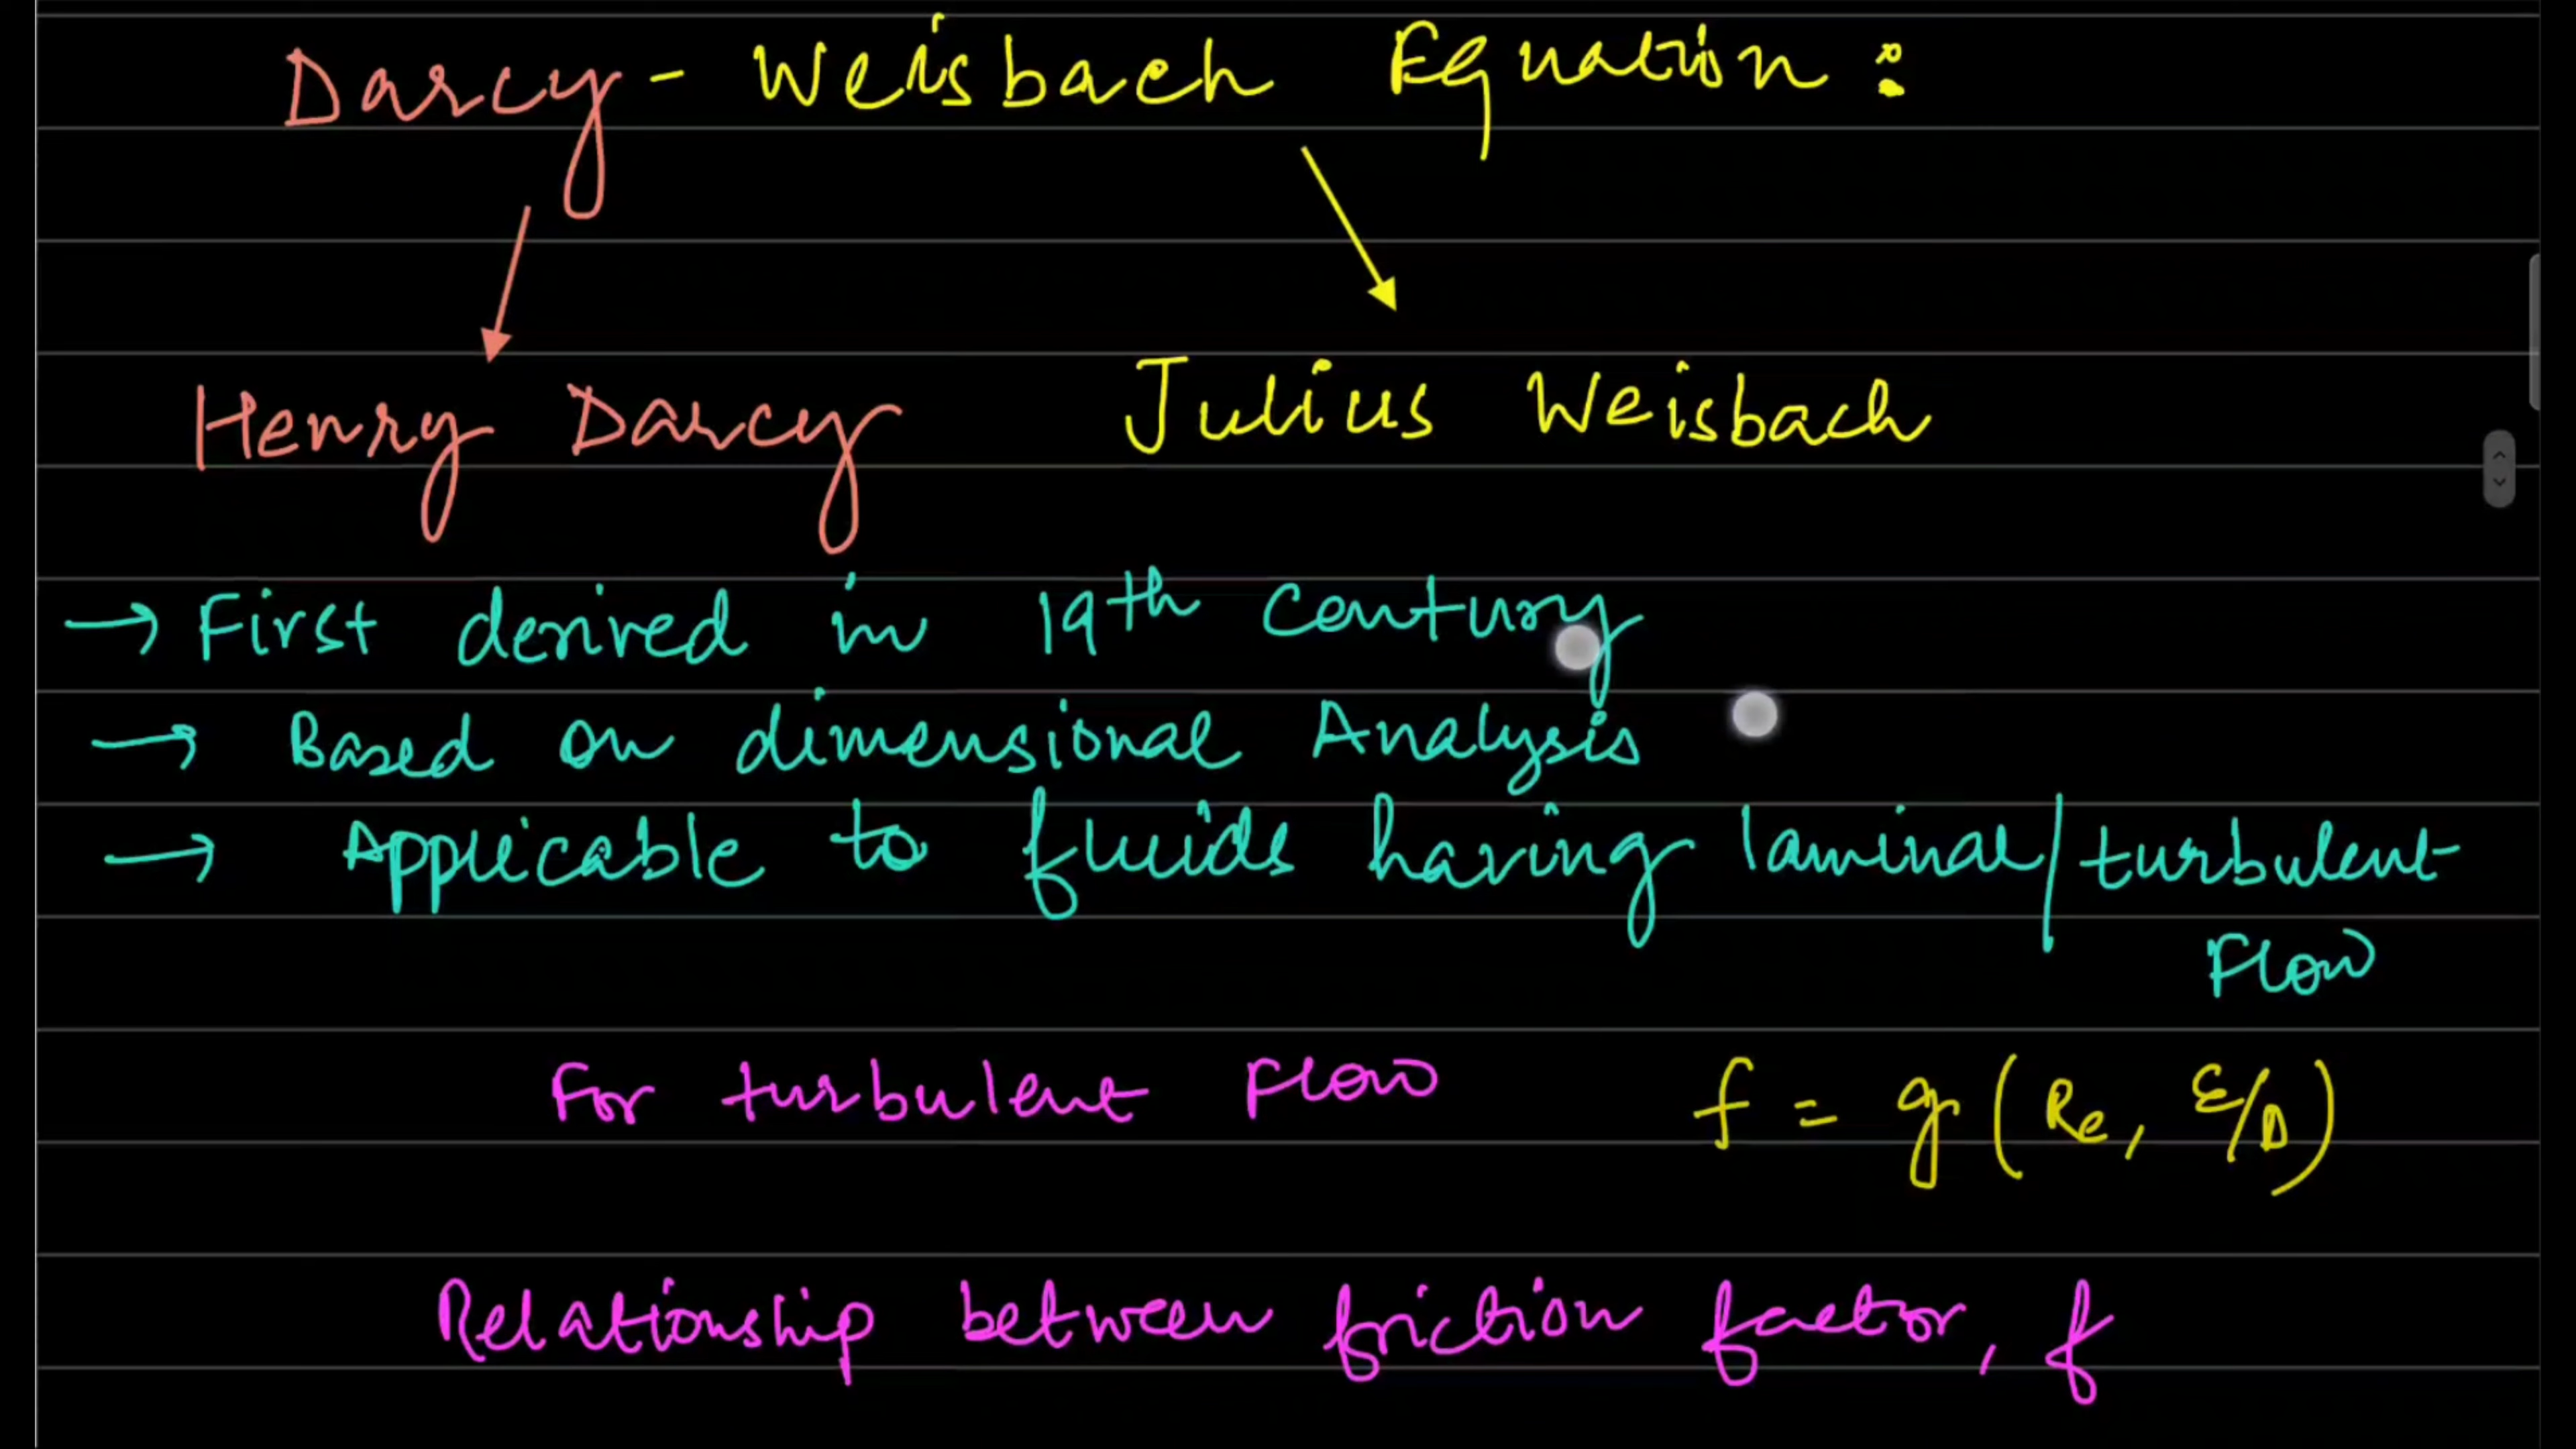 Darcy - Weisbach Equation :
Henry Darcy Julius Weisbach
→ First derived in 19th Century
→ Based on dimensional Analysis
→ Applicable to fluids having laminar/turbulent
Flow
For turbulent Flow f = g (Re, ε/D)
Relationship between friction factor, f